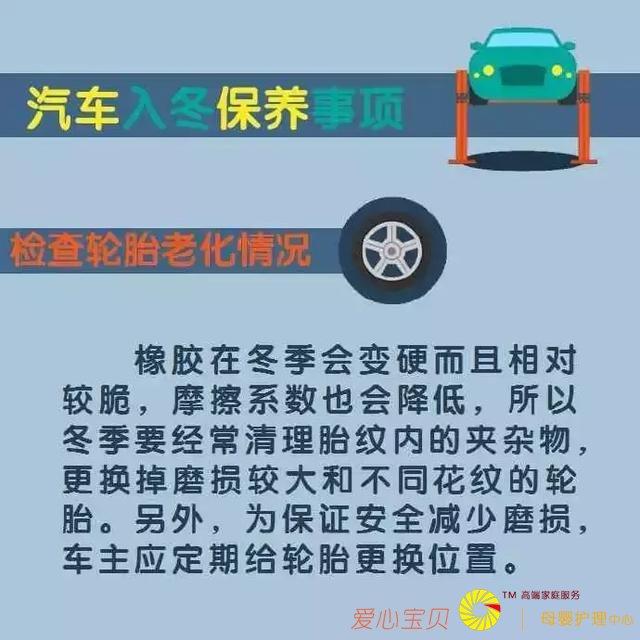 汽车入冬保养事项
检查轮胎老化情况
橡胶在冬季会变硬而且相对
较脆，摩擦系数也会降低，所以
冬季要经常清理胎纹内的夹杂物，
更换掉磨损较大和不同花纹的轮
胎。另外，为保证安全减少磨损，
车主应定期给轮胎更换位置。
TM 高端家庭服务
爱心宝贝 母婴护理中心